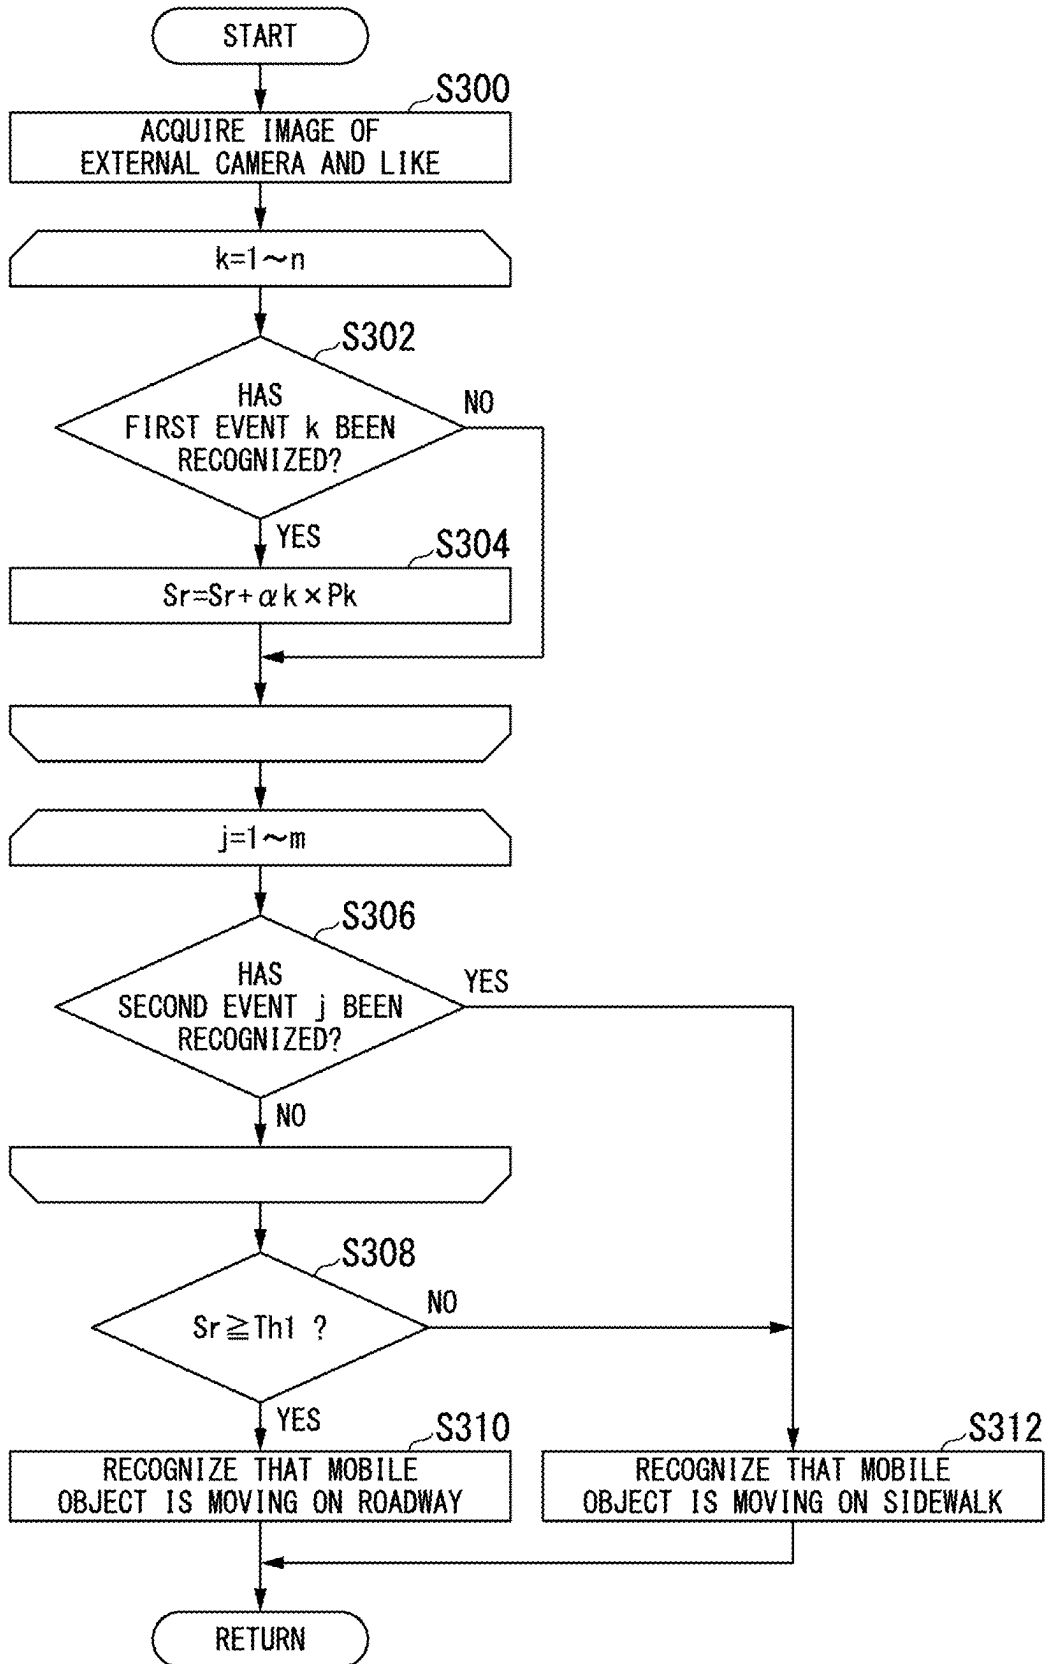 START
S300
ACQUIRE IMAGE OF
EXTERNAL CAMERA AND LIKE
k=1～n
S302
HAS
FIRST EVENT k BEEN
RECOGNIZED?
NO
YES
S304
Sr=Sr+αk×Pk
j=1～m
S306
HAS
SECOND EVENT j BEEN
RECOGNIZED?
YES
NO
S308
Sr≧Th1 ?
NO
YES
S310
RECOGNIZE THAT MOBILE
OBJECT IS MOVING ON ROADWAY
S312
RECOGNIZE THAT MOBILE
OBJECT IS MOVING ON SIDEWALK
RETURN